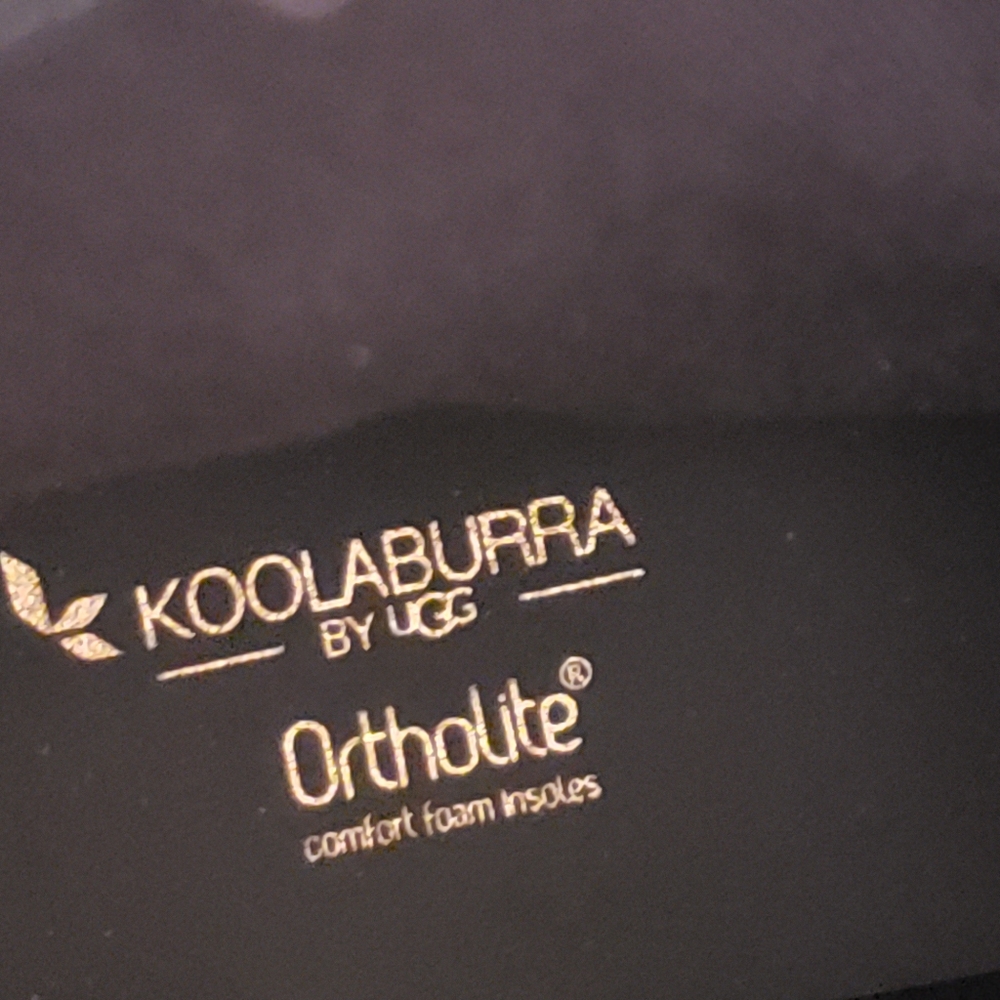 KOOLABURRA
BY UGG
Ortholite®
comfort foam insoles